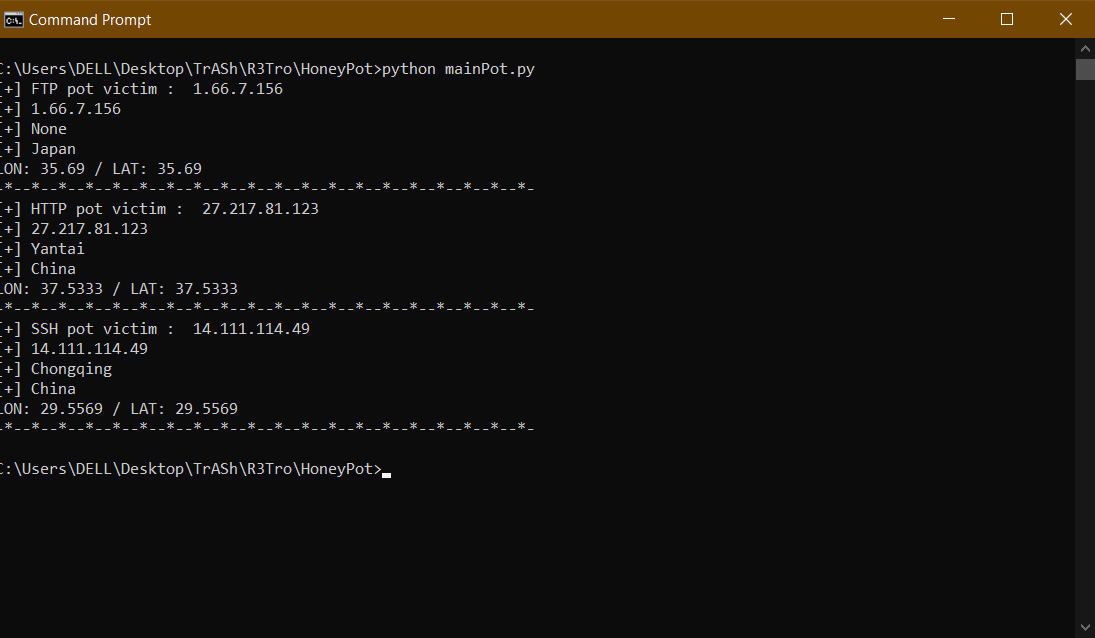 Command Prompt
C:\Users\DELL\Desktop\TrASh\R3Tro\HoneyPot>python mainPot.py
[+] FTP pot victim :  1.66.7.156
[+] 1.66.7.156
[+] None
[+] Japan
LON: 35.69 / LAT: 35.69
-*--*--*--*--*--*--*--*--*--*--*--*--*--*--*--*--*--*--*--*-
[+] HTTP pot victim :  27.217.81.123
[+] 27.217.81.123
[+] Yantai
[+] China
LON: 37.5333 / LAT: 37.5333
-*--*--*--*--*--*--*--*--*--*--*--*--*--*--*--*--*--*--*--*-
[+] SSH pot victim :  14.111.114.49
[+] 14.111.114.49
[+] Chongqing
[+] China
LON: 29.5569 / LAT: 29.5569
-*--*--*--*--*--*--*--*--*--*--*--*--*--*--*--*--*--*--*--*-
C:\Users\DELL\Desktop\TrASh\R3Tro\HoneyPot>